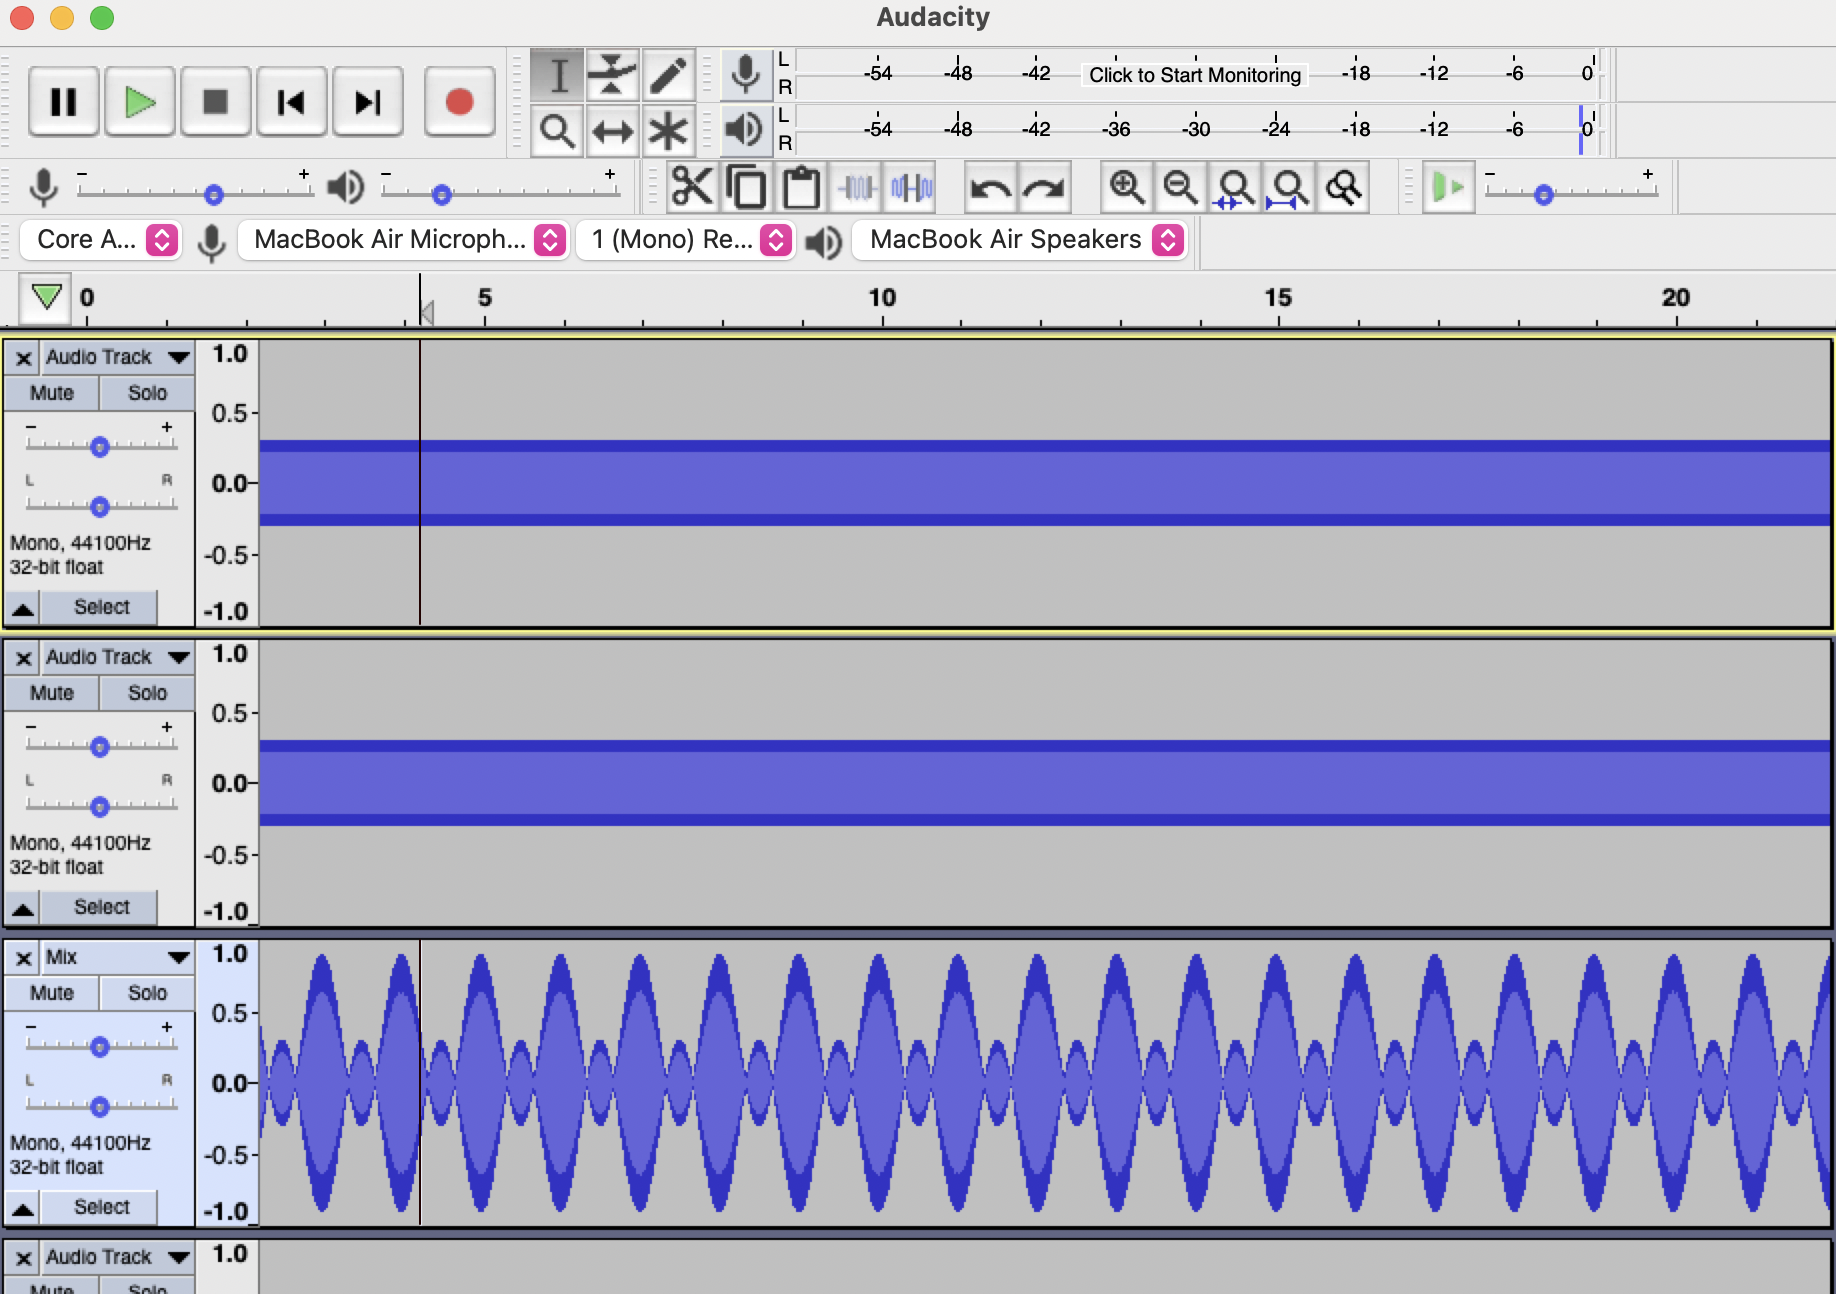 Audacity
L
R
-54 -48 -42 Click to Start Monitoring -18 -12 -6 0
L
R
-54 -48 -42 -36 -30 -24 -18 -12 -6 0
- + - + - +
Core A... MacBook Air Microph... 1 (Mono) Re... MacBook Air Speakers
0 5 10 15 20
Audio Track
Mute Solo
- +
L R
Mono, 44100Hz
32-bit float
Select
1.0
0.5
0.0
-0.5
-1.0
Audio Track
Mute Solo
- +
L R
Mono, 44100Hz
32-bit float
Select
1.0
0.5
0.0
-0.5
-1.0
Mix
Mute Solo
- +
L R
Mono, 44100Hz
32-bit float
Select
1.0
0.5
0.0
-0.5
-1.0
Audio Track
Mute Solo
1.0